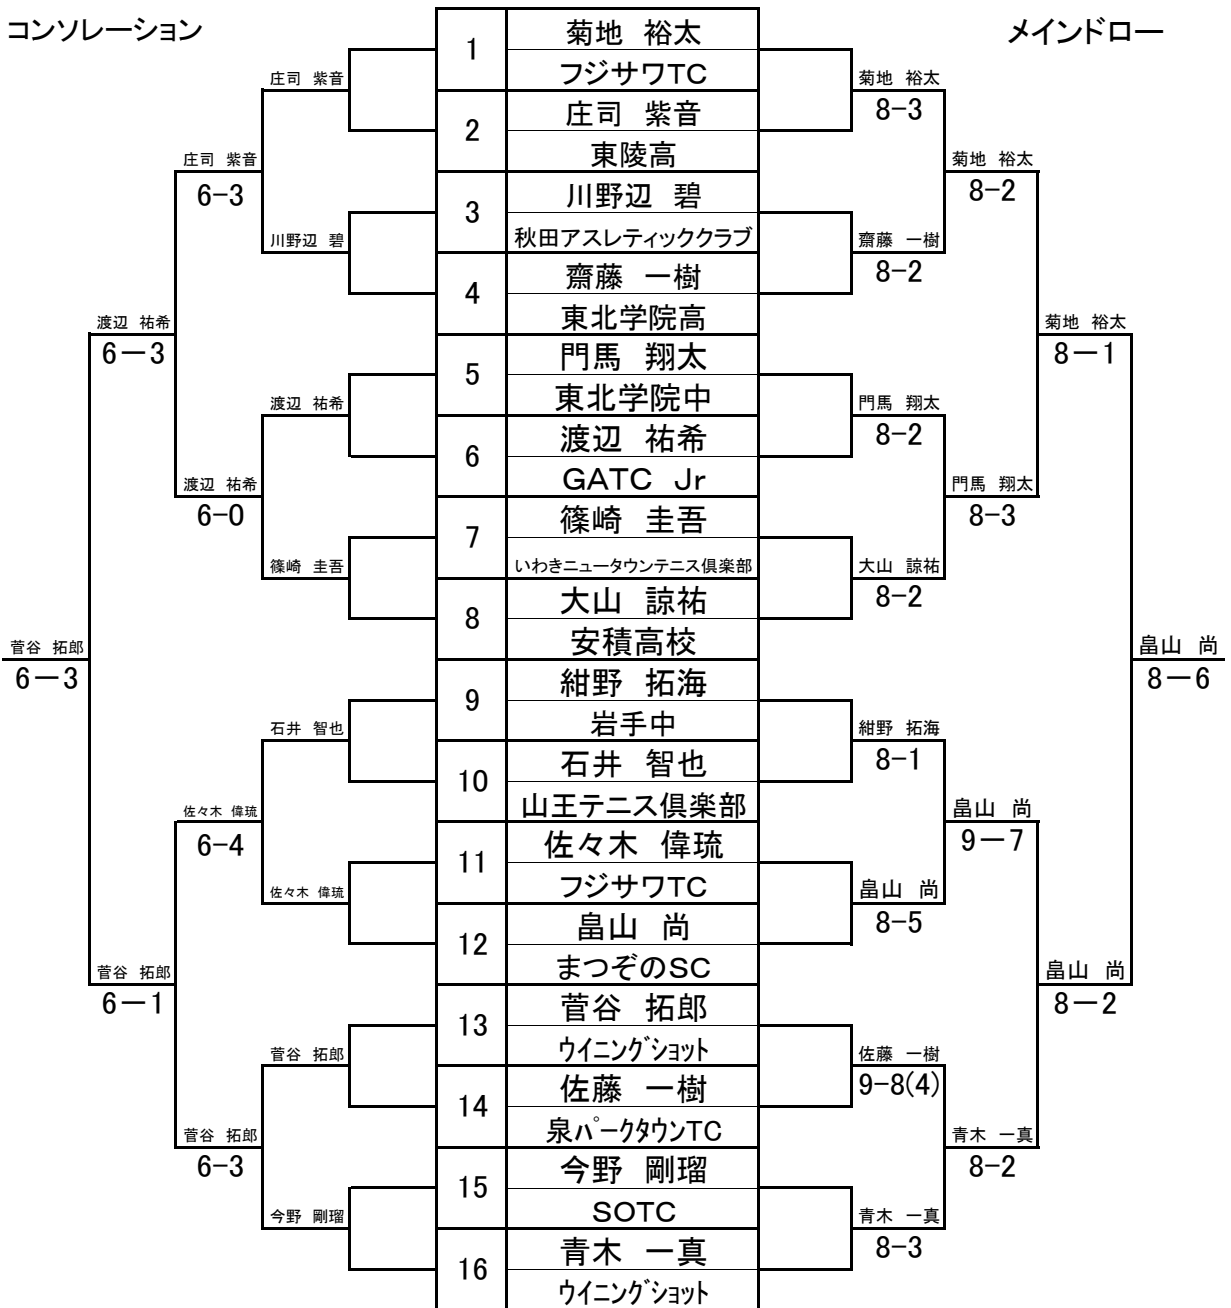 コンソレーション
メインドロー
1
菊地 裕太
フジサワTC
2
庄司 紫音
東陵高
3
川野辺 碧
秋田アスレティッククラブ
4
齋藤 一樹
東北学院高
5
門馬 翔太
東北学院中
6
渡辺 祐希
GATC Jr
7
篠崎 圭吾
いわきニュータウンテニス倶楽部
8
大山 諒祐
安積高校
9
紺野 拓海
岩手中
10
石井 智也
山王テニス倶楽部
11
佐々木 偉琉
フジサワTC
12
畠山 尚
まつぞのSC
13
菅谷 拓郎
ウイニングショット
14
佐藤 一樹
泉パークタウンTC
15
今野 剛瑠
SOTC
16
青木 一真
ウイニングショット
庄司 紫音
川野辺 碧
渡辺 祐希
篠崎 圭吾
石井 智也
佐々木 偉琉
菅谷 拓郎
今野 剛瑠
庄司 紫音
6-3
渡辺 祐希
6-0
佐々木 偉琉
6-4
菅谷 拓郎
6-3
渡辺 祐希
6-3
菅谷 拓郎
6-1
菅谷 拓郎
6-3
菊地 裕太
8-3
齋藤 一樹
8-2
門馬 翔太
8-2
大山 諒祐
8-2
紺野 拓海
8-1
畠山 尚
8-5
佐藤 一樹
9-8(4)
青木 一真
8-3
菊地 裕太
8-2
門馬 翔太
8-3
畠山 尚
9-7
青木 一真
8-2
菊地 裕太
8-1
畠山 尚
8-2
畠山 尚
8-6